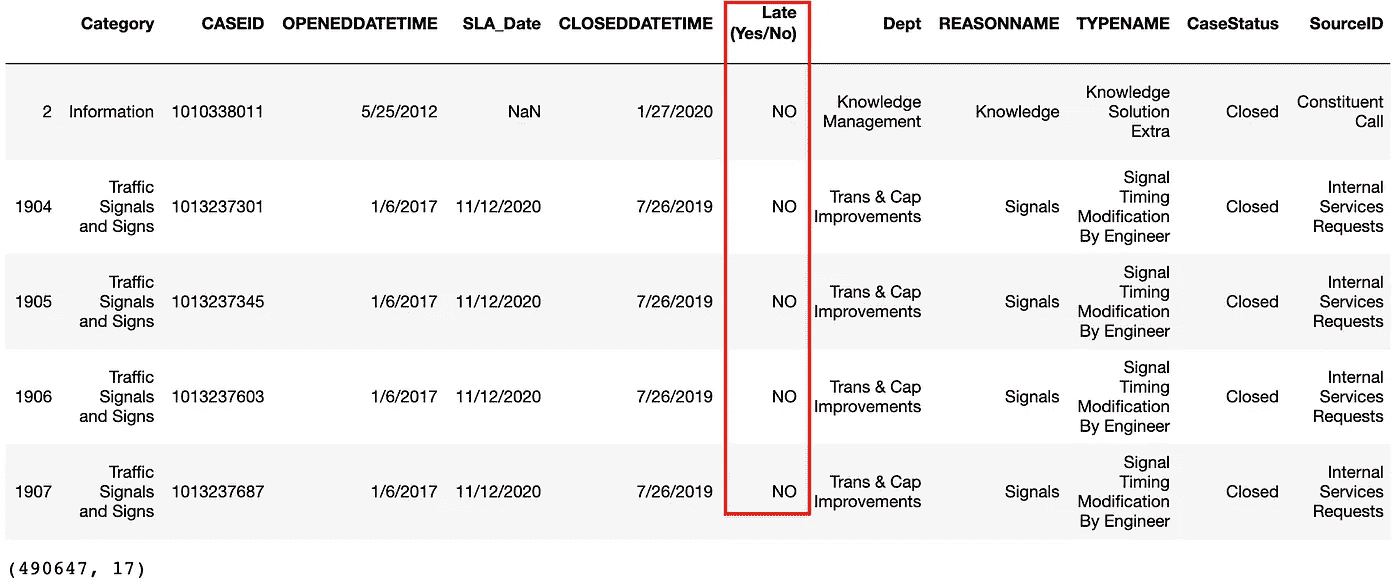 Category CASEID OPENEDDATETIME SLA_Date CLOSEDDATETIME Late (Yes/No) Dept REASONNAME TYPENAME CaseStatus SourceID
2 Information 1010338011 5/25/2012 NaN 1/27/2020 NO Knowledge Management Knowledge Knowledge Solution Extra Closed Constituent Call
1904 Traffic Signals and Signs 1013237301 1/6/2017 11/12/2020 7/26/2019 NO Trans & Cap Improvements Signals Signal Timing Modification By Engineer Closed Internal Services Requests
1905 Traffic Signals and Signs 1013237345 1/6/2017 11/12/2020 7/26/2019 NO Trans & Cap Improvements Signals Signal Timing Modification By Engineer Closed Internal Services Requests
1906 Traffic Signals and Signs 1013237603 1/6/2017 11/12/2020 7/26/2019 NO Trans & Cap Improvements Signals Signal Timing Modification By Engineer Closed Internal Services Requests
1907 Traffic Signals and Signs 1013237687 1/6/2017 11/12/2020 7/26/2019 NO Trans & Cap Improvements Signals Signal Timing Modification By Engineer Closed Internal Services Requests
(490647, 17)